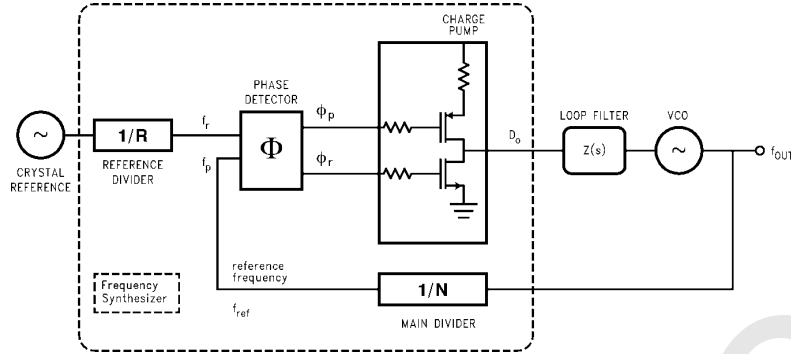 CHARGE
PUMP
PHASE
DETECTOR
LOOP FILTER
VCO
~
1/R
fr
fp
Φ
ϕp
ϕr
Do
Z(s)
~
fOUT
CRYSTAL
REFERENCE
REFERENCE
DIVIDER
reference
frequency
fref
1/N
MAIN DIVIDER
Frequency
Synthesizer